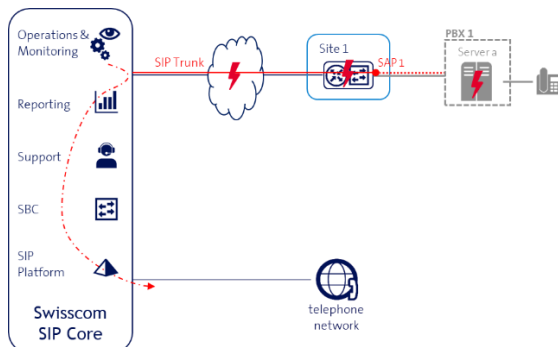 Operations &
Monitoring
Reporting
Support
SBC
SIP
Platform
Swisscom
SIP Core
SIP Trunk
Site 1
SAP 1
PBX 1
Server a
telephone
network